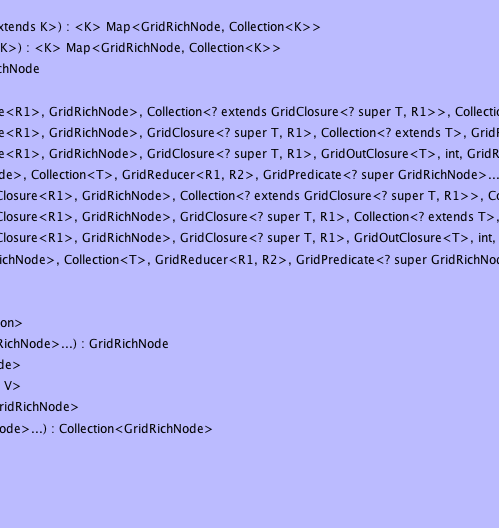 xtends K>) : <K> Map<GridRichNode, Collection<K>>
K>) : <K> Map<GridRichNode, Collection<K>>
chNode
e<R1>, GridRichNode>, Collection<? extends GridClosure<? super T, R1>>, Collectio
e<R1>, GridRichNode>, GridClosure<? super T, R1>, Collection<? extends T>, GridR
e<R1>, GridRichNode>, GridClosure<? super T, R1>, GridOutClosure<T>, int, GridR
de>, Collection<T>, GridReducer<R1, R2>, GridPredicate<? super GridRichNode>...
Closure<R1>, GridRichNode>, Collection<? extends GridClosure<? super T, R1>>, Co
Closure<R1>, GridRichNode>, GridClosure<? super T, R1>, Collection<? extends T>,
Closure<R1>, GridRichNode>, GridClosure<? super T, R1>, GridOutClosure<T>, int,
ichNode>, Collection<T>, GridReducer<R1, R2>, GridPredicate<? super GridRichNod
on>
RichNode>...) : GridRichNode
de>
V>
GridRichNode>
ode>...) : Collection<GridRichNode>